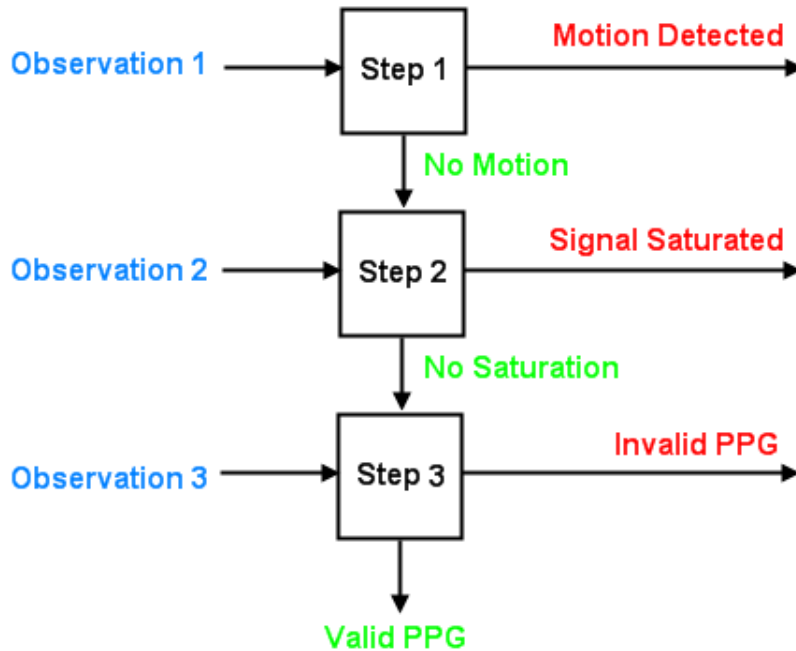 Motion Detected
Observation 1
Step 1
No Motion
Signal Saturated
Observation 2
Step 2
No Saturation
Invalid PPG
Observation 3
Step 3
Valid PPG